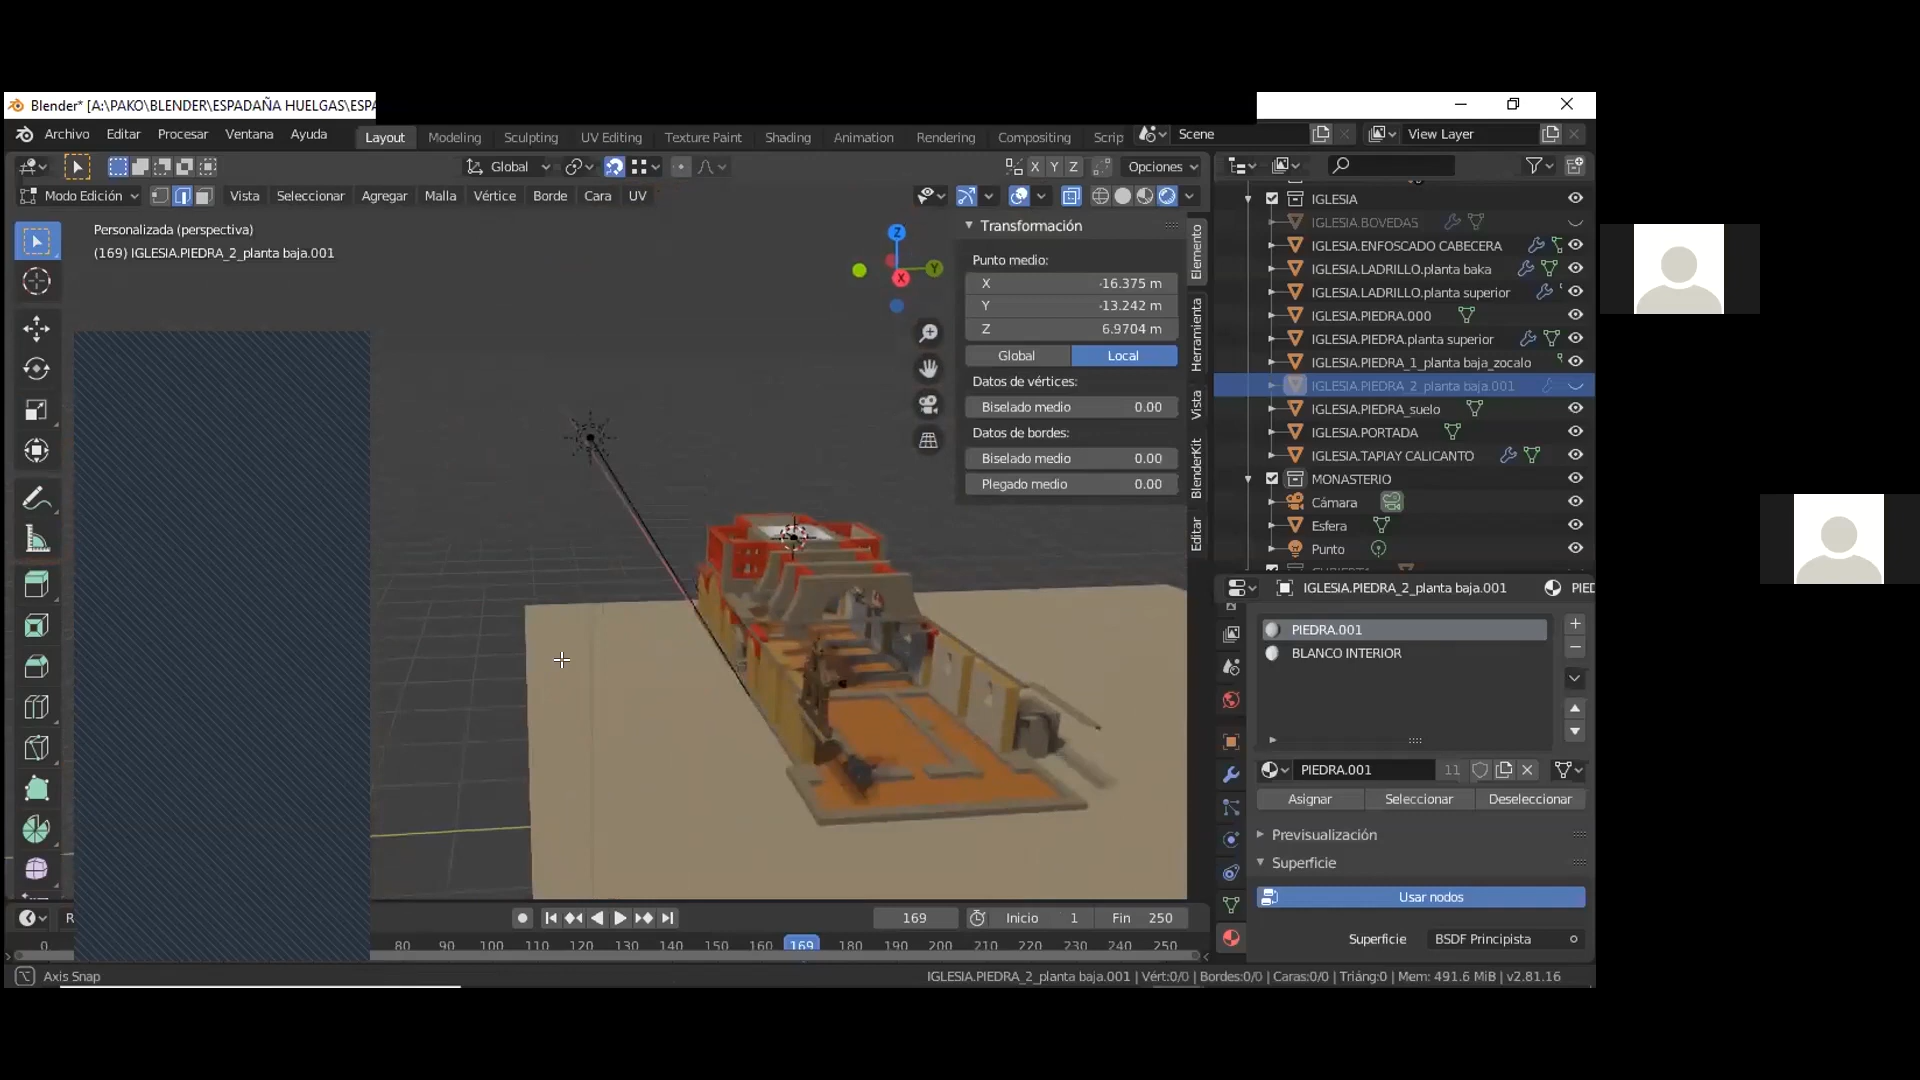 Blender* [A:\PAKO\BLENDER\ESPADAÑA HUELGAS\ESPA
Archivo Editar Procesar Ventana Ayuda
Layout Modeling Sculpting UV Editing Texture Paint Shading Animation Rendering Compositing Scrip
Scene View Layer
Global X Y Z Opciones
Modo Edición Vista Seleccionar Agregar Malla Vértice Borde Cara UV
Personalizada (perspectiva)
(169) IGLESIA.PIEDRA_2_planta baja.001
Z
Y
X
Transformación
Punto medio:
X -16.375 m
Y -13.242 m
Z 6.9704 m
Global Local
Datos de vértices:
Biselado medio 0.00
Datos de bordes:
Biselado medio 0.00
Plegado medio 0.00
Elemento
Herramienta
Vista
BlenderKit
Editar
IGLESIA
IGLESIA.BOVEDAS
IGLESIA.ENFOSCADO CABECERA
IGLESIA.LADRILLO.planta baka
IGLESIA.LADRILLO.planta superior
IGLESIA.PIEDRA.000
IGLESIA.PIEDRA.planta superior
IGLESIA.PIEDRA_1_planta baja_zocalo
IGLESIA.PIEDRA_2_planta baja.001
IGLESIA.PIEDRA_suelo
IGLESIA.PORTADA
IGLESIA.TAPIAY CALICANTO
MONASTERIO
Cámara
Esfera
Punto
IGLESIA.PIEDRA_2_planta baja.001 PIED
PIEDRA.001
BLANCO INTERIOR
PIEDRA.001 11
Asignar Seleccionar Deseleccionar
Previsualización
Superficie
Usar nodos
Superficie BSDF Principista
R 169 Inicio 1 Fin 250
0 80 90 100 110 120 130 140 150 160 169 180 190 200 210 220 230 240 250
Axis Snap
IGLESIA.PIEDRA_2_planta baja.001 | Vért:0/0 | Bordes:0/0 | Caras:0/0 | Triáng:0 | Mem: 491.6 MiB | v2.81.16